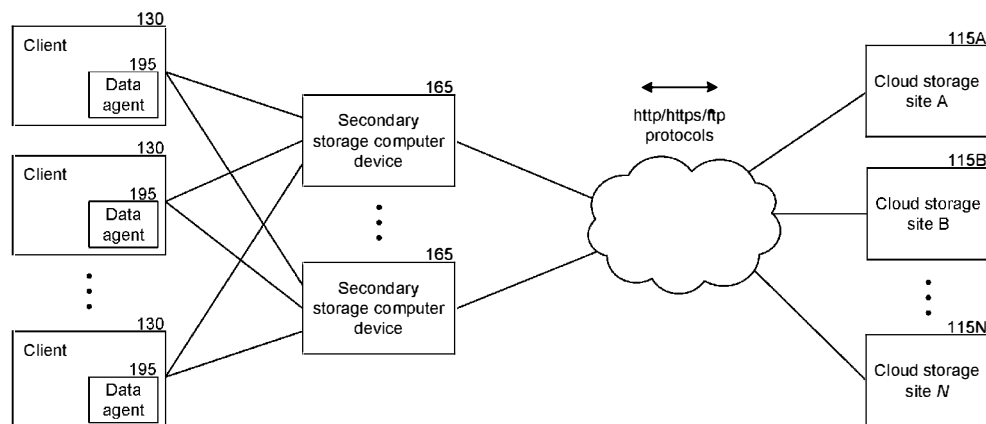 130
Client
195
Data
agent
130
Client
195
Data
agent
130
Client
195
Data
agent
165
Secondary
storage computer
device
165
Secondary
storage computer
device
http/https/ftp
protocols
115A
Cloud storage
site A
115B
Cloud storage
site B
115N
Cloud storage
site N